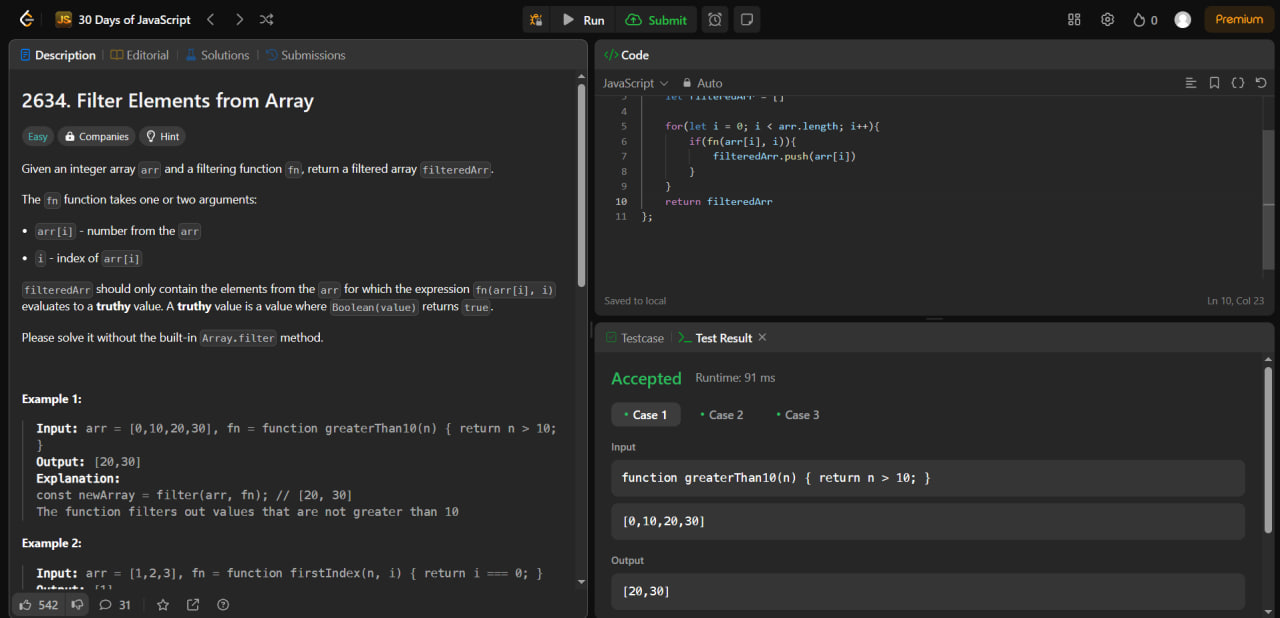 JS 30 Days of JavaScript
Run
Submit
0
Premium
Description
Editorial
Solutions
Submissions
2634. Filter Elements from Array
Easy
Companies
Hint
Given an integer array arr and a filtering function fn, return a filtered array filteredArr.
The fn function takes one or two arguments:
• arr[i] - number from the arr
• i - index of arr[i]
filteredArr should only contain the elements from the arr for which the expression fn(arr[i], i)
evaluates to a truthy value. A truthy value is a value where Boolean(value) returns true.
Please solve it without the built-in Array.filter method.
Example 1:
Input: arr = [0,10,20,30], fn = function greaterThan10(n) { return n > 10;
}
Output: [20,30]
Explanation:
const newArray = filter(arr, fn); // [20, 30]
The function filters out values that are not greater than 10
Example 2:
Input: arr = [1,2,3], fn = function firstIndex(n, i) { return i === 0; }
Output: [1]
542
31
</> Code
JavaScript
Auto
3 let filteredArr = []
4
5 for(let i = 0; i < arr.length; i++){
6 if(fn(arr[i], i)){
7 filteredArr.push(arr[i])
8 }
9 }
10 return filteredArr
11 };
Saved to local
Ln 10, Col 23
Testcase
>_ Test Result
Accepted
Runtime: 91 ms
• Case 1
• Case 2
• Case 3
Input
function greaterThan10(n) { return n > 10; }
[0,10,20,30]
Output
[20,30]